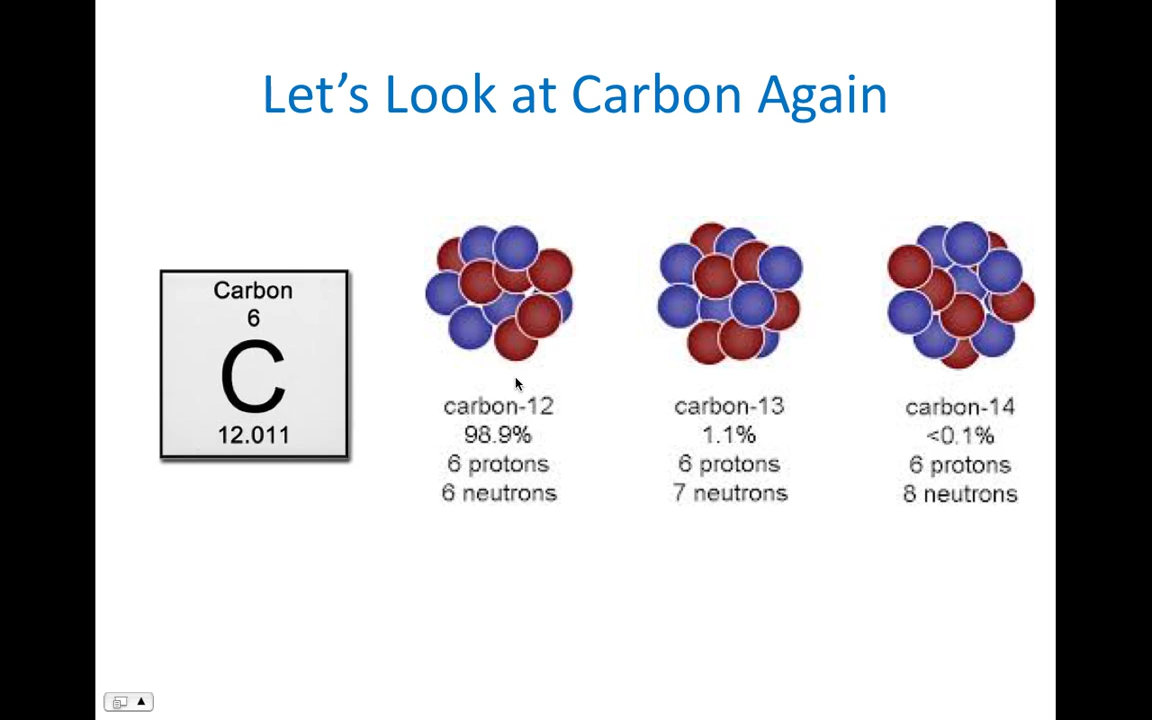 Let's Look at Carbon Again
Carbon
6
C
12.011
carbon-12
98.9%
6 protons
6 neutrons
carbon-13
1.1%
6 protons
7 neutrons
carbon-14
<0.1%
6 protons
8 neutrons